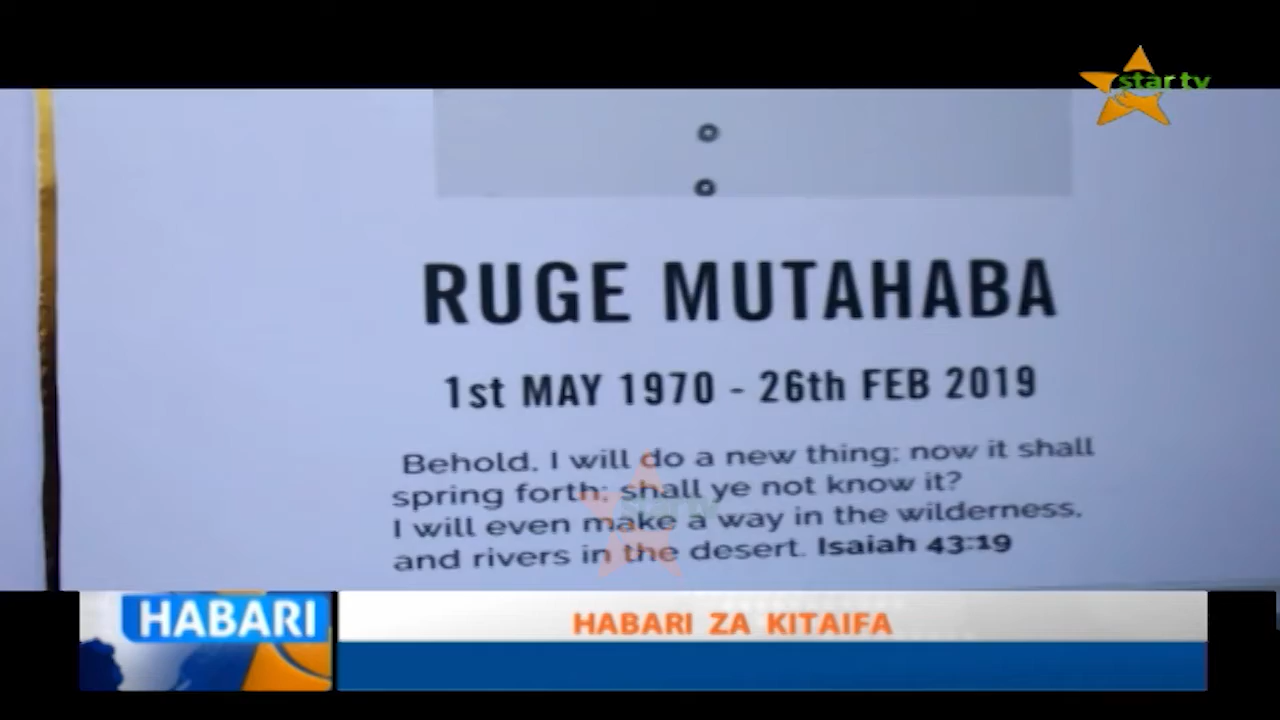 star tv
RUGE MUTAHABA
1st MAY 1970 - 26th FEB 2019
Behold, I will do a new thing; now it shall
spring forth; shall ye not know it?
I will even make a way in the wilderness,
and rivers in the desert. Isaiah 43:19
star tv
HABARI
HABARI ZA KITAIFA